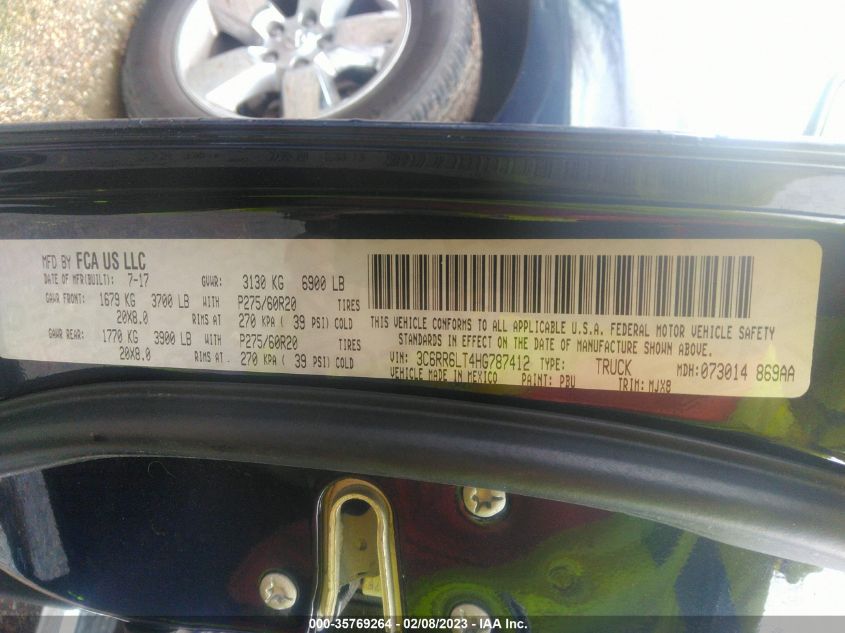 MFD BY FCA US LLC
DATE OF MFR(BUILT): 7-17 GVWR: 3130 KG 6900 LB
GAWR FRONT: 1679 KG 3700 LB WITH P275/60R20 TIRES
20X8.0 RIMS AT 270 KPA ( 39 PSI) COLD
GAWR REAR: 1770 KG 3900 LB WITH P275/60R20 TIRES
20X8.0 RIMS AT 270 KPA ( 39 PSI) COLD
THIS VEHICLE CONFORMS TO ALL APPLICABLE U.S.A. FEDERAL MOTOR VEHICLE SAFETY
STANDARDS IN EFFECT ON THE DATE OF MANUFACTURE SHOWN ABOVE.
VIN: 3C6RR6LT4HG787412 TYPE: TRUCK MDH: 073014 869AA
VEHICLE MADE IN MEXICO PAINT: PBU TRIM: MJX8
000-35769264 - 02/08/2023 - IAA Inc.